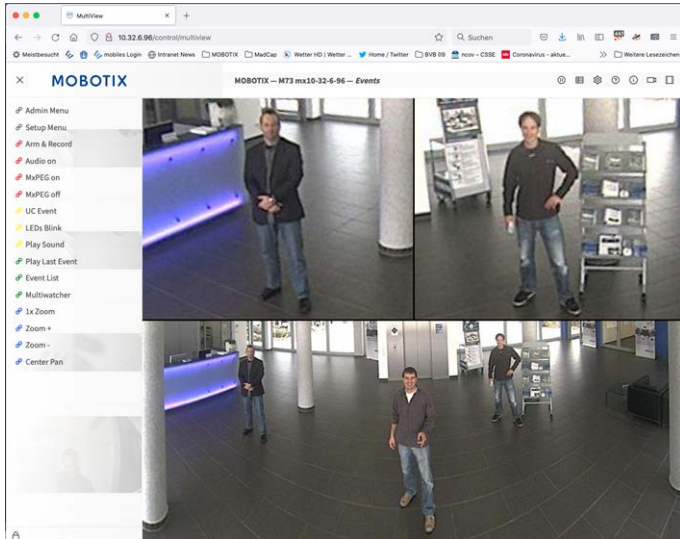 MultiView
10.32.6.96/control/multiview
Suchen
Meistbesucht
mobiles Login
Intranet News
MOBOTIX
MadCap
Wetter HD | Wetter ...
Home / Twitter
BVB 09
ncov – CSSE
Coronavirus - aktue...
Weitere Lesezeichen
MOBOTIX
MOBOTIX — M73 mx10-32-6-96 — Events
Admin Menu
Setup Menu
Arm & Record
Audio on
MxPEG on
MxPEG off
UC Event
LEDs Blink
Play Sound
Play Last Event
Event List
Multiwatcher
1x Zoom
Zoom +
Zoom -
Center Pan